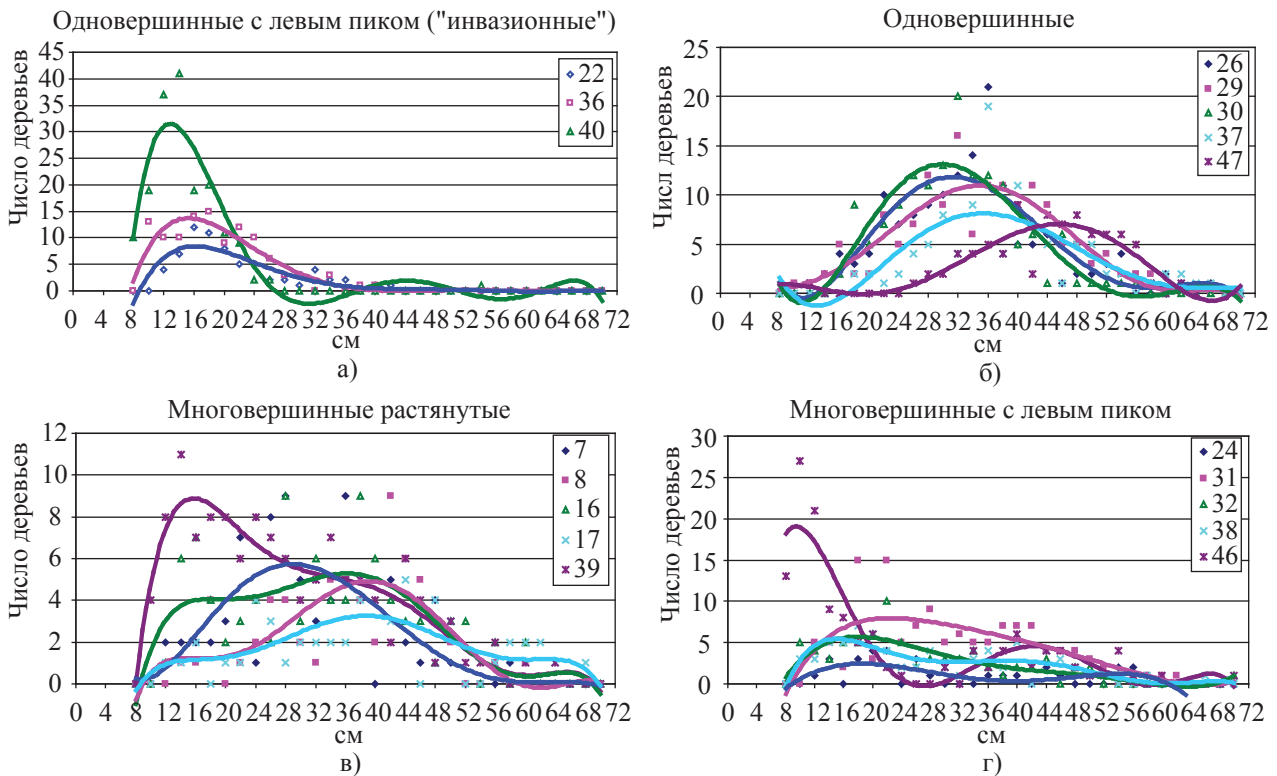 Одновершинные с левым пиком ("инвазионные")
Число деревьев
45
40
35
30
25
20
15
10
5
0
22
36
40
0 4 8 12 16 20 24 28 32 36 40 44 48 52 56 60 64 68 72
см
а)
Одновершинные
Числ деревьев
25
20
15
10
5
0
26
29
30
37
47
0 4 8 12 16 20 24 28 32 36 40 44 48 52 56 60 64 68 72
см
б)
Многовершинные растянутые
Число деревьев
12
10
8
6
4
2
0
7
8
16
17
39
0 4 8 12 16 20 24 28 32 36 40 44 48 52 56 60 64 68 72
см
в)
Многовершинные с левым пиком
Число деревьев
30
25
20
15
10
5
0
24
31
32
38
46
0 4 8 12 16 20 24 28 32 36 40 44 48 52 56 60 64 68 72
см
г)